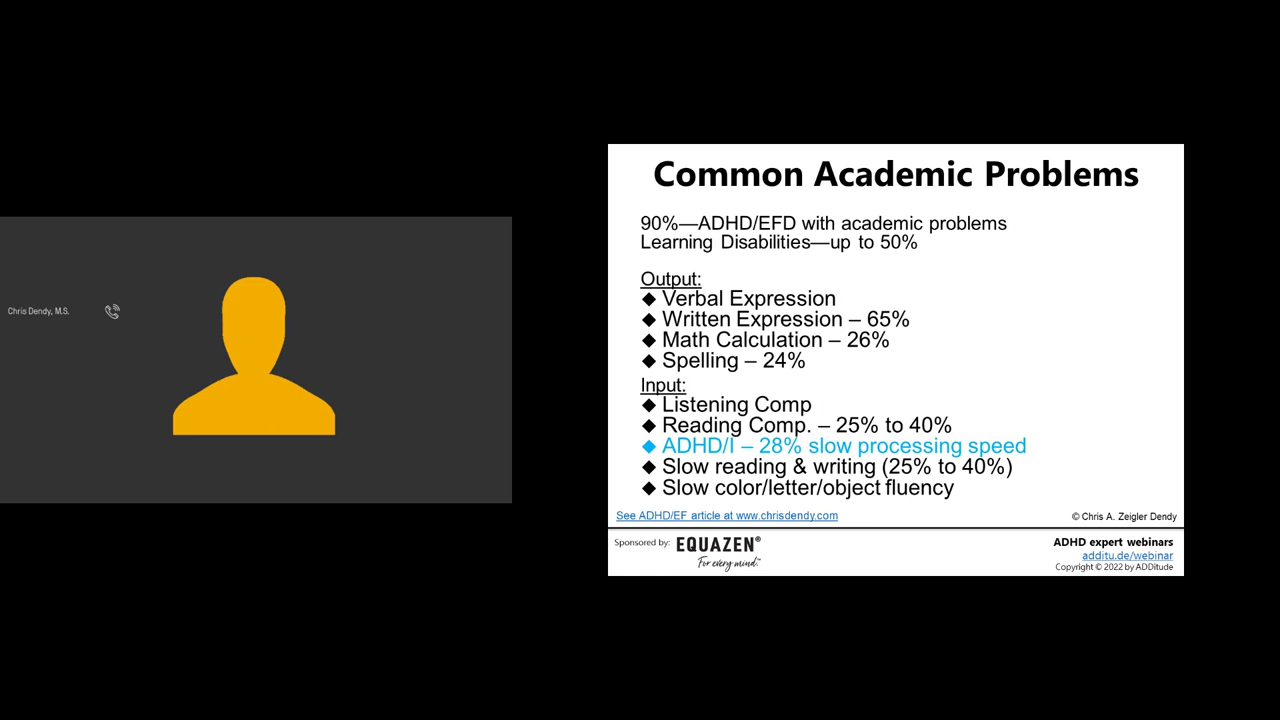 Chris Dendy, M.S.
Common Academic Problems
90%—ADHD/EFD with academic problems
Learning Disabilities—up to 50%
Output:
◆ Verbal Expression
◆ Written Expression – 65%
◆ Math Calculation – 26%
◆ Spelling – 24%
Input:
◆ Listening Comp
◆ Reading Comp. – 25% to 40%
◆ ADHD/I – 28% slow processing speed
◆ Slow reading & writing (25% to 40%)
◆ Slow color/letter/object fluency
See ADHD/EF article at www.chrisdendy.com
© Chris A. Zeigler Dendy
Sponsored by: EQUAZEN®
For every mind.™
ADHD expert webinars
additu.de/webinar
Copyright © 2022 by ADDitude